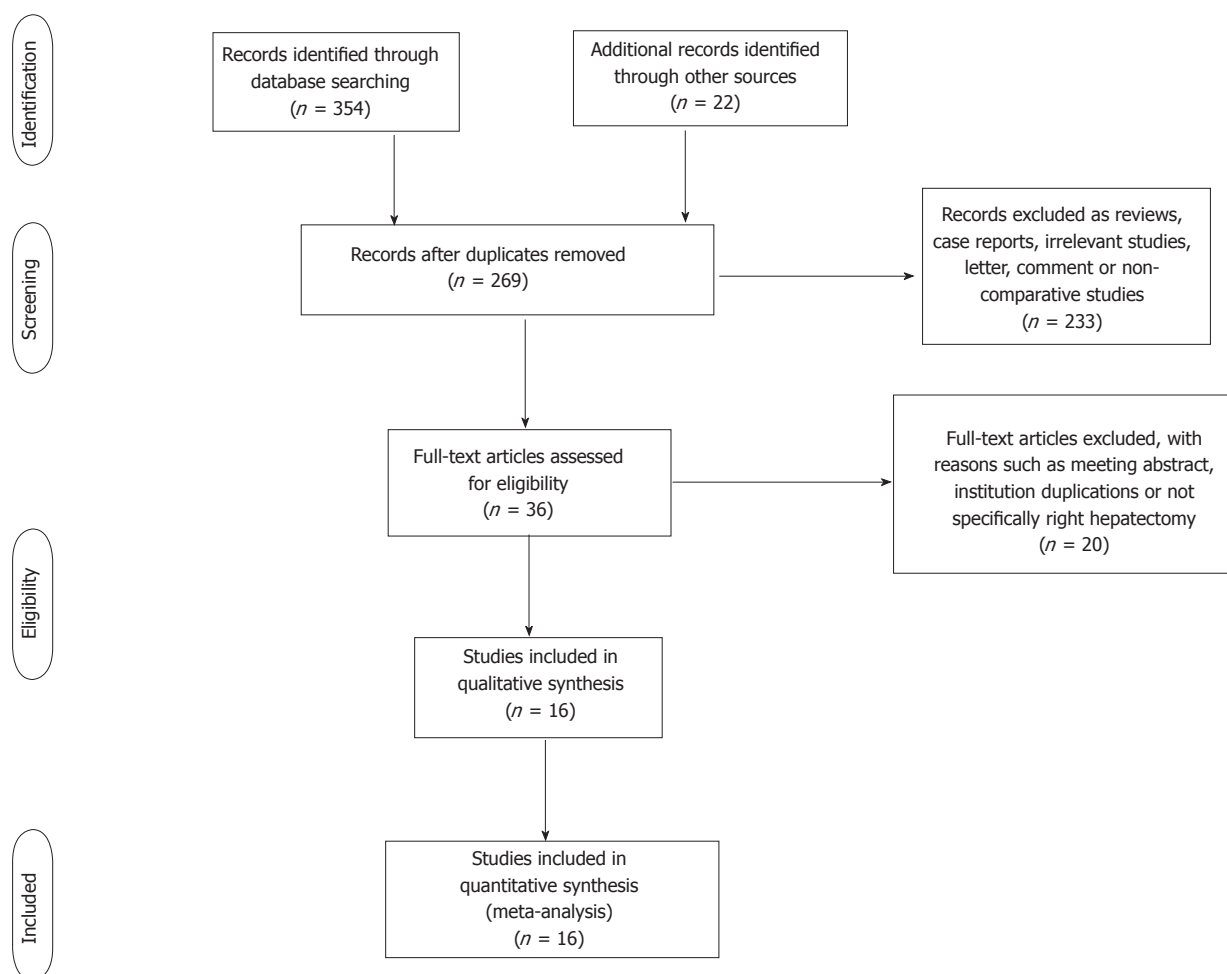 Identification
Records identified through
database searching
(n = 354)
Additional records identified
through other sources
(n = 22)
Screening
Records after duplicates removed
(n = 269)
Records excluded as reviews,
case reports, irrelevant studies,
letter, comment or non-
comparative studies
(n = 233)
Eligibility
Full-text articles assessed
for eligibility
(n = 36)
Full-text articles excluded, with
reasons such as meeting abstract,
institution duplications or not
specifically right hepatectomy
(n = 20)
Studies included in
qualitative synthesis
(n = 16)
Included
Studies included in
quantitative synthesis
(meta-analysis)
(n = 16)